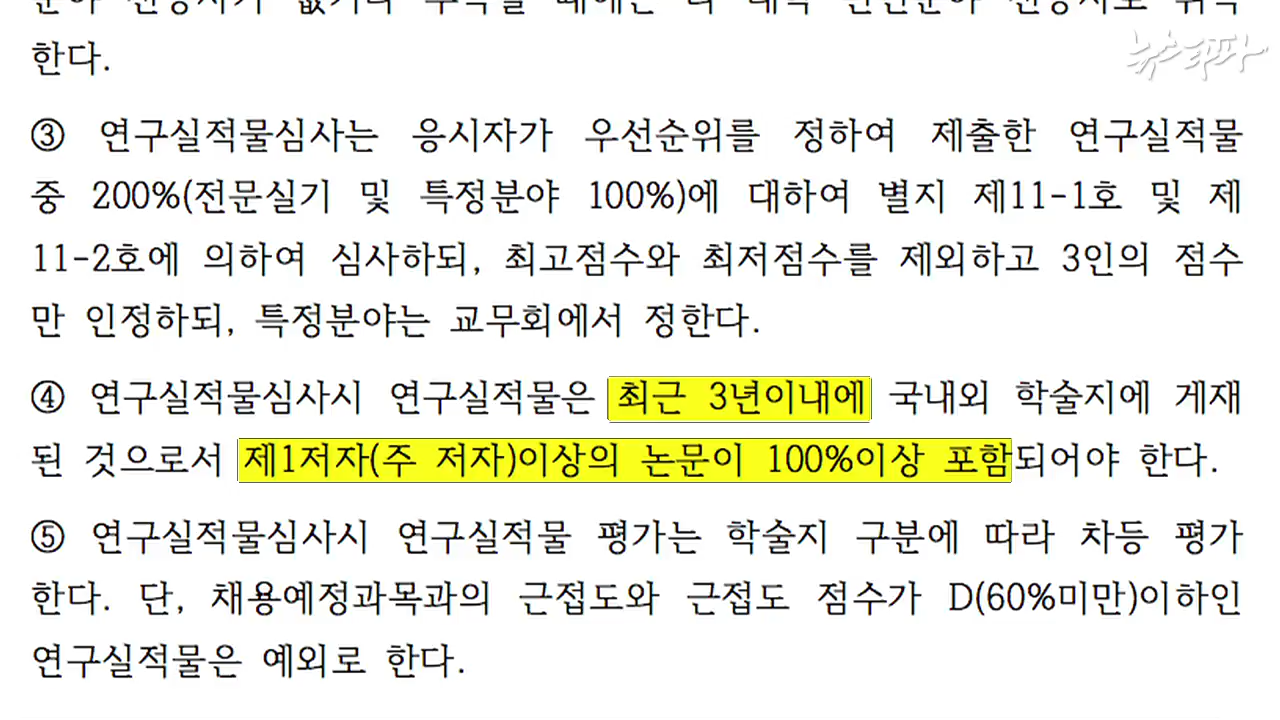 한다.
뉴스타파
③ 연구실적물심사는 응시자가 우선순위를 정하여 제출한 연구실적물
중 200%(전문실기 및 특정분야 100%)에 대하여 별지 제11-1호 및 제
11-2호에 의하여 심사하되, 최고점수와 최저점수를 제외하고 3인의 점수
만 인정하되, 특정분야는 교무회에서 정한다.
④ 연구실적물심사시 연구실적물은 최근 3년이내에 국내외 학술지에 게재
된 것으로서 제1저자(주 저자)이상의 논문이 100%이상 포함되어야 한다.
⑤ 연구실적물심사시 연구실적물 평가는 학술지 구분에 따라 차등 평가
한다. 단, 채용예정과목과의 근접도와 근접도 점수가 D(60%미만)이하인
연구실적물은 예외로 한다.